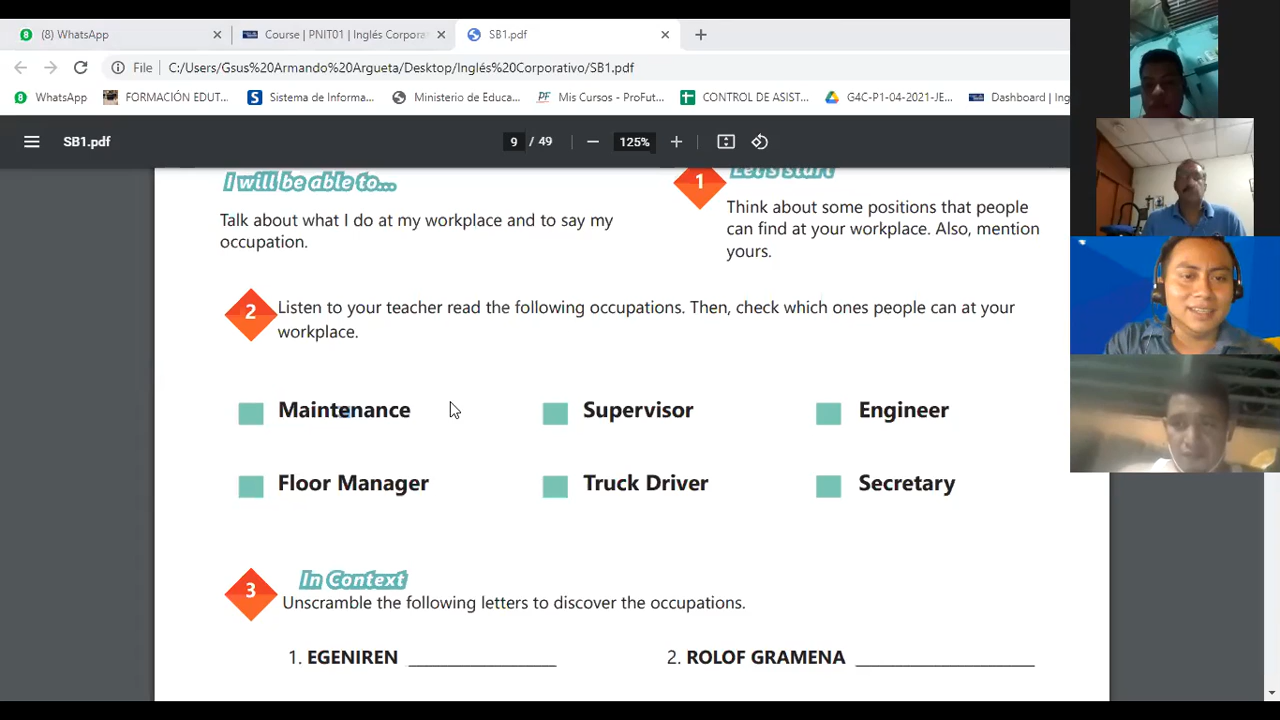 (8) WhatsApp
Course | PNIT01 | Inglés Corpora
SB1.pdf
File
C:/Users/Gsus%20Armando%20Argueta/Desktop/Inglés%20Corporativo/SB1.pdf
WhatsApp
FORMACIÓN EDUT...
Sistema de Informa...
Ministerio de Educa...
Mis Cursos - ProFut...
CONTROL DE ASIST...
G4C-P1-04-2021-JE...
Dashboard | Ing
SB1.pdf
9 / 49
125%
I will be able to...
Talk about what I do at my workplace and to say my
occupation.
1
Let's start
Think about some positions that people
can find at your workplace. Also, mention
yours.
2
Listen to your teacher read the following occupations. Then, check which ones people can at your
workplace.
Maintenance
Supervisor
Engineer
Floor Manager
Truck Driver
Secretary
3
In Context
Unscramble the following letters to discover the occupations.
1. EGENIREN ________________
2. ROLOF GRAMENA ___________________